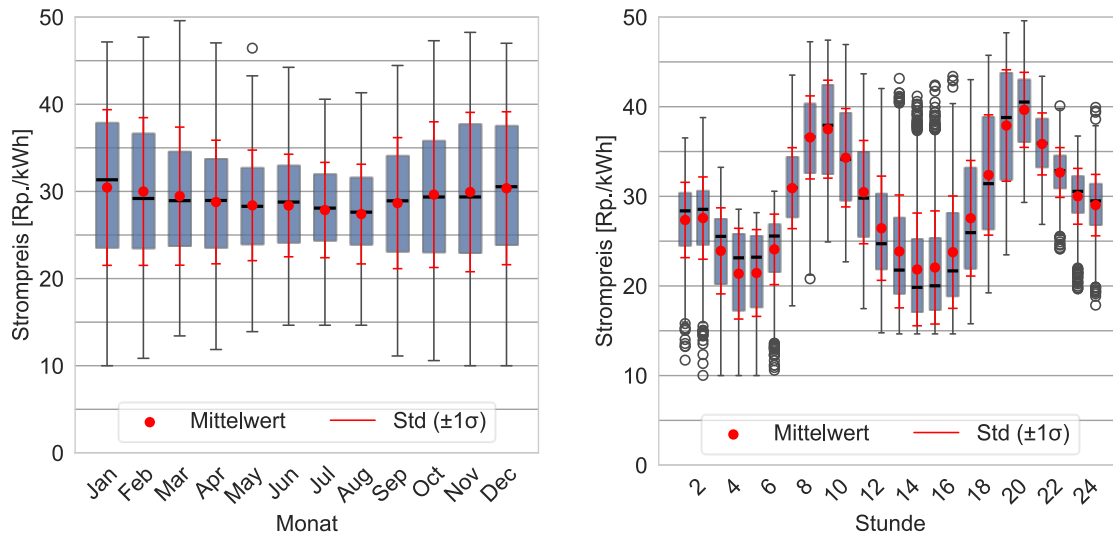 Strompreis [Rp./kWh]
50
40
30
20
10
0
Mittelwert
Std (±1σ)
Jan
Feb
Mar
Apr
May
Jun
Jul
Aug
Sep
Oct
Nov
Dec
Monat
Strompreis [Rp./kWh]
50
40
30
20
10
0
Mittelwert
Std (±1σ)
2
4
6
8
10
12
14
16
18
20
22
24
Stunde